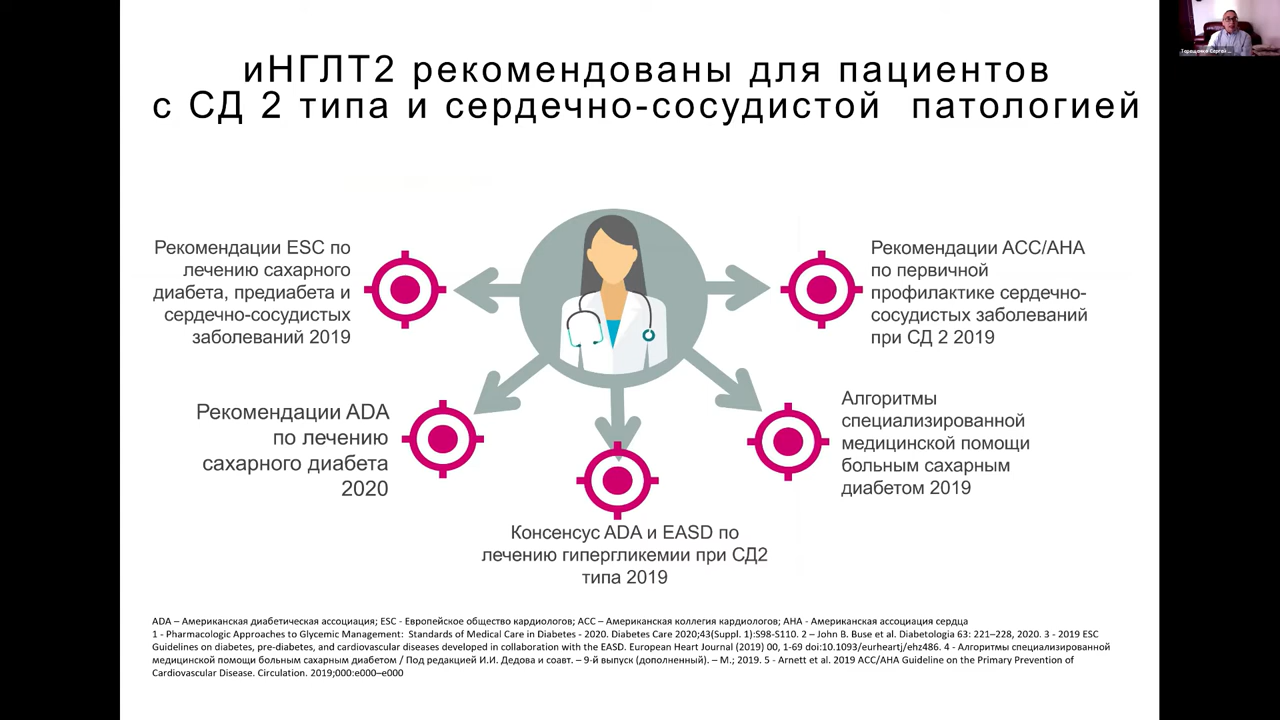 иНГЛТ2 рекомендованы для пациентов
с СД 2 типа и сердечно-сосудистой патологией
Терещенко Сергей ...
Рекомендации ESC по
лечению сахарного
диабета, предиабета и
сердечно-сосудистых
заболеваний 2019
Рекомендации ACC/AHA
по первичной
профилактике сердечно-
сосудистых заболеваний
при СД 2 2019
Рекомендации ADA
по лечению
сахарного диабета
2020
Алгоритмы
специализированной
медицинской помощи
больным сахарным
диабетом 2019
Консенсус ADA и EASD по
лечению гипергликемии при СД2
типа 2019
ADA – Американская диабетическая ассоциация; ESC - Европейское общество кардиологов; ACC – Американская коллегия кардиологов; AHA - Американская ассоциация сердца
1 - Pharmacologic Approaches to Glycemic Management: Standards of Medical Care in Diabetes - 2020. Diabetes Care 2020;43(Suppl. 1):S98-S110. 2 – John B. Buse et al. Diabetologia 63: 221–228, 2020. 3 - 2019 ESC
Guidelines on diabetes, pre-diabetes, and cardiovascular diseases developed in collaboration with the EASD. European Heart Journal (2019) 00, 1-69 doi:10.1093/eurheartj/ehz486. 4 - Алгоритмы специализированной
медицинской помощи больным сахарным диабетом / Под редакцией И.И. Дедова и соавт. – 9-й выпуск (дополненный). – М.; 2019. 5 - Arnett et al. 2019 ACC/AHA Guideline on the Primary Prevention of
Cardiovascular Disease. Circulation. 2019;000:e000–e000